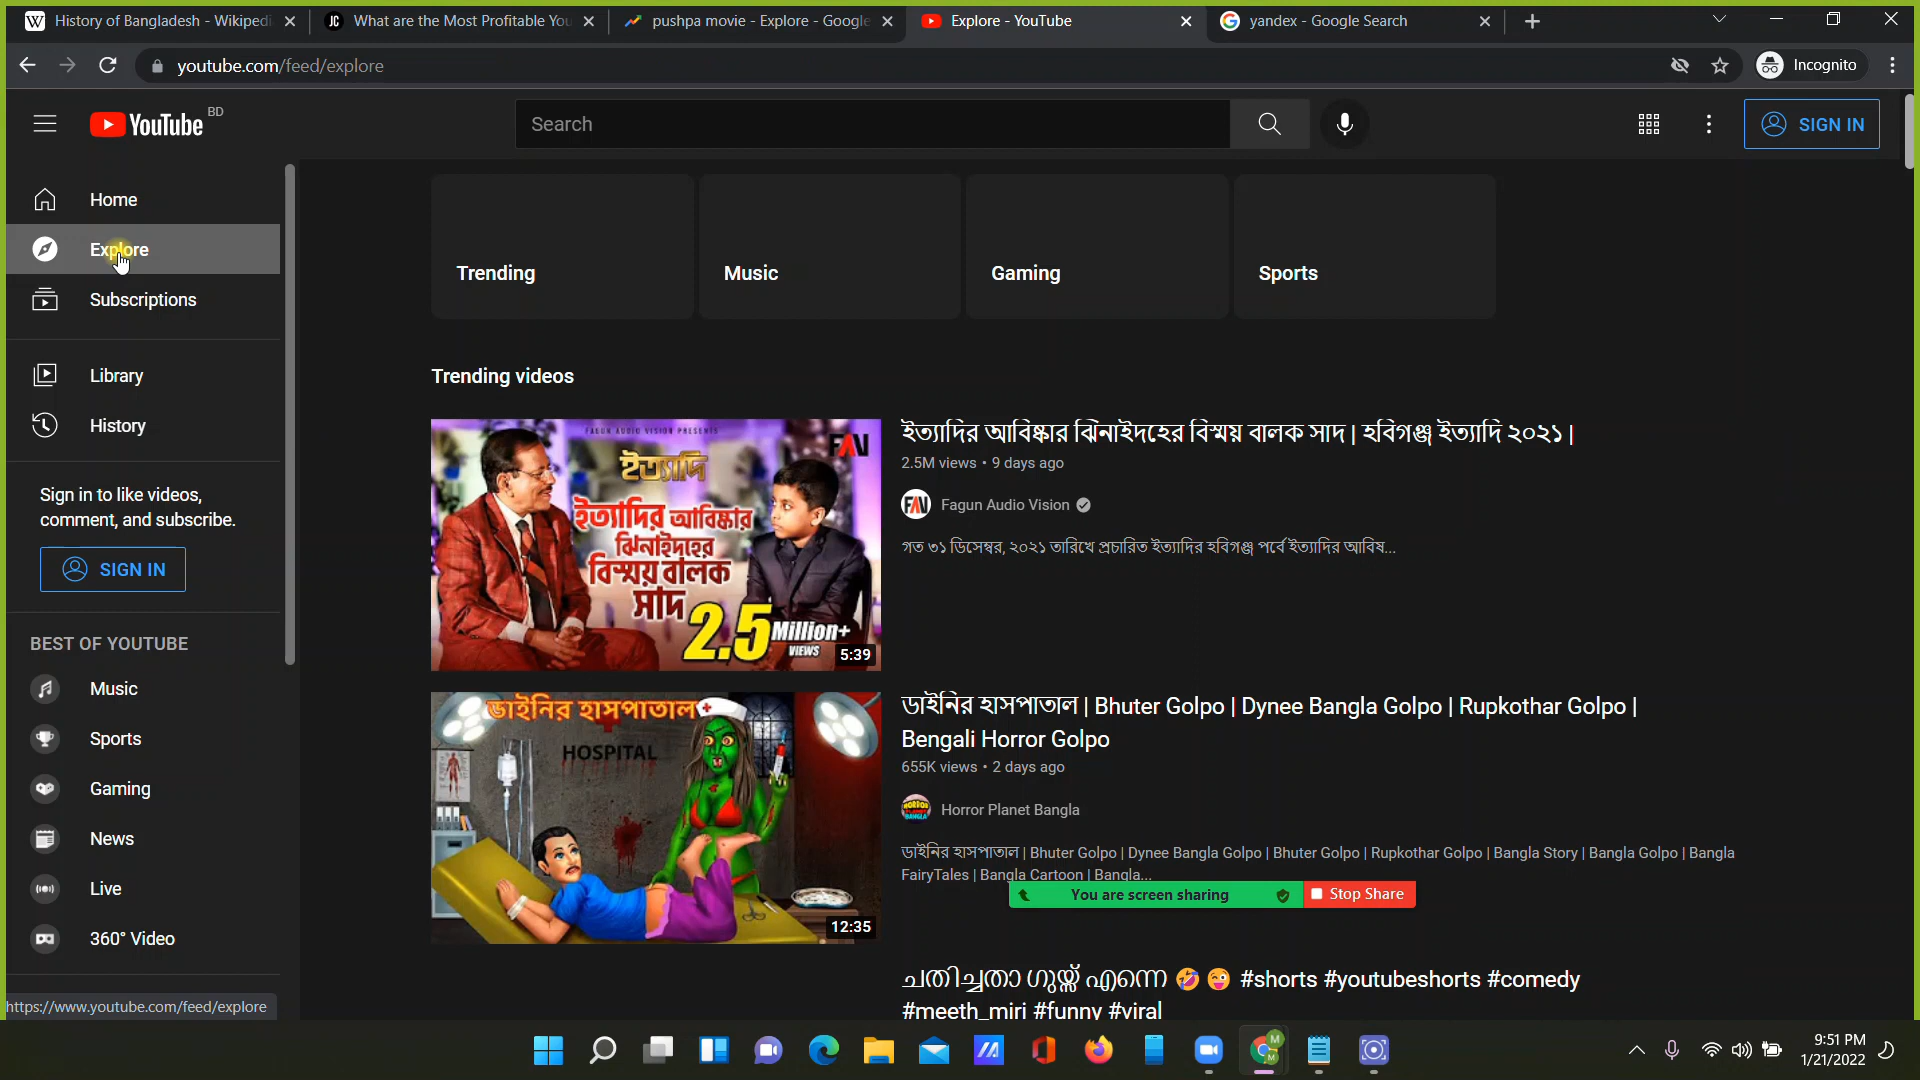 History of Bangladesh - Wikipedi
What are the Most Profitable You
pushpa movie - Explore - Google
Explore - YouTube
yandex - Google Search
youtube.com/feed/explore
Incognito
YouTube BD
Search
SIGN IN
Home
Explore
Subscriptions
Library
History
Sign in to like videos,
comment, and subscribe.
SIGN IN
BEST OF YOUTUBE
Music
Sports
Gaming
News
Live
360° Video
https://www.youtube.com/feed/explore
Trending
Music
Gaming
Sports
Trending videos
FAGUN AUDIO VISION PRESENTS
FAV
ইত্যাদি
ইত্যাদির আবিষ্কার
ঝিনাইদহের
বিস্ময় বালক
সাদ
2.5 Million+
VIEWS
5:39
ইত্যাদির আবিষ্কার ঝিনাইদহের বিস্ময় বালক সাদ | হবিগঞ্জ ইত্যাদি ২০২১ |
2.5M views • 9 days ago
Fagun Audio Vision
গত ৩১ ডিসেম্বর, ২০২১ তারিখে প্রচারিত ইত্যাদির হবিগঞ্জ পর্বে ইত্যাদির আবিষ...
ডাইনির হাসপাতাল
HOSPITAL
12:35
ডাইনির হাসপাতাল | Bhuter Golpo | Dynee Bangla Golpo | Rupkothar Golpo |
Bengali Horror Golpo
655K views • 2 days ago
Horror Planet Bangla
ডাইনির হাসপাতাল | Bhuter Golpo | Dynee Bangla Golpo | Bhuter Golpo | Rupkothar Golpo | Bangla Story | Bangla Golpo | Bangla
FairyTales | Bangla Cartoon | Bangla...
You are screen sharing
Stop Share
ചതിച്ചതാ ഗുയ്സ് എന്നെ 🤣 😜 #shorts #youtubeshorts #comedy
#meeth_miri #funny #viral
9:51 PM
1/21/2022